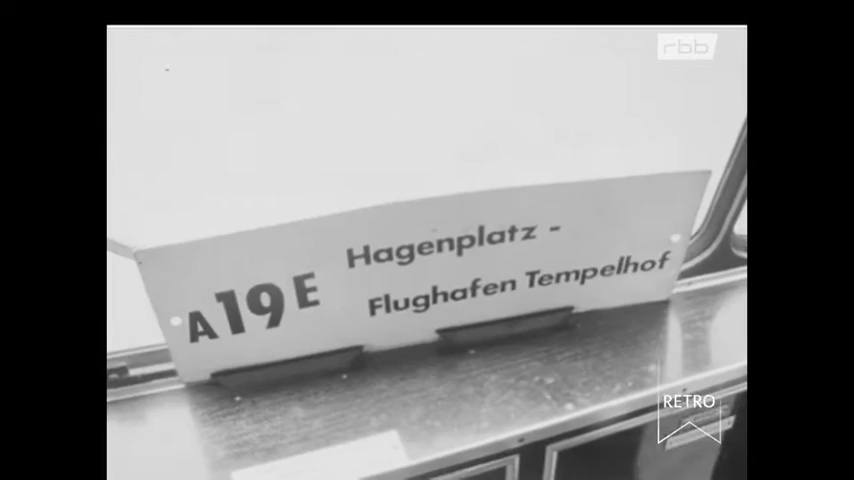 rbb
Hagenplatz -
A19E
Flughafen Tempelhof
RETRO